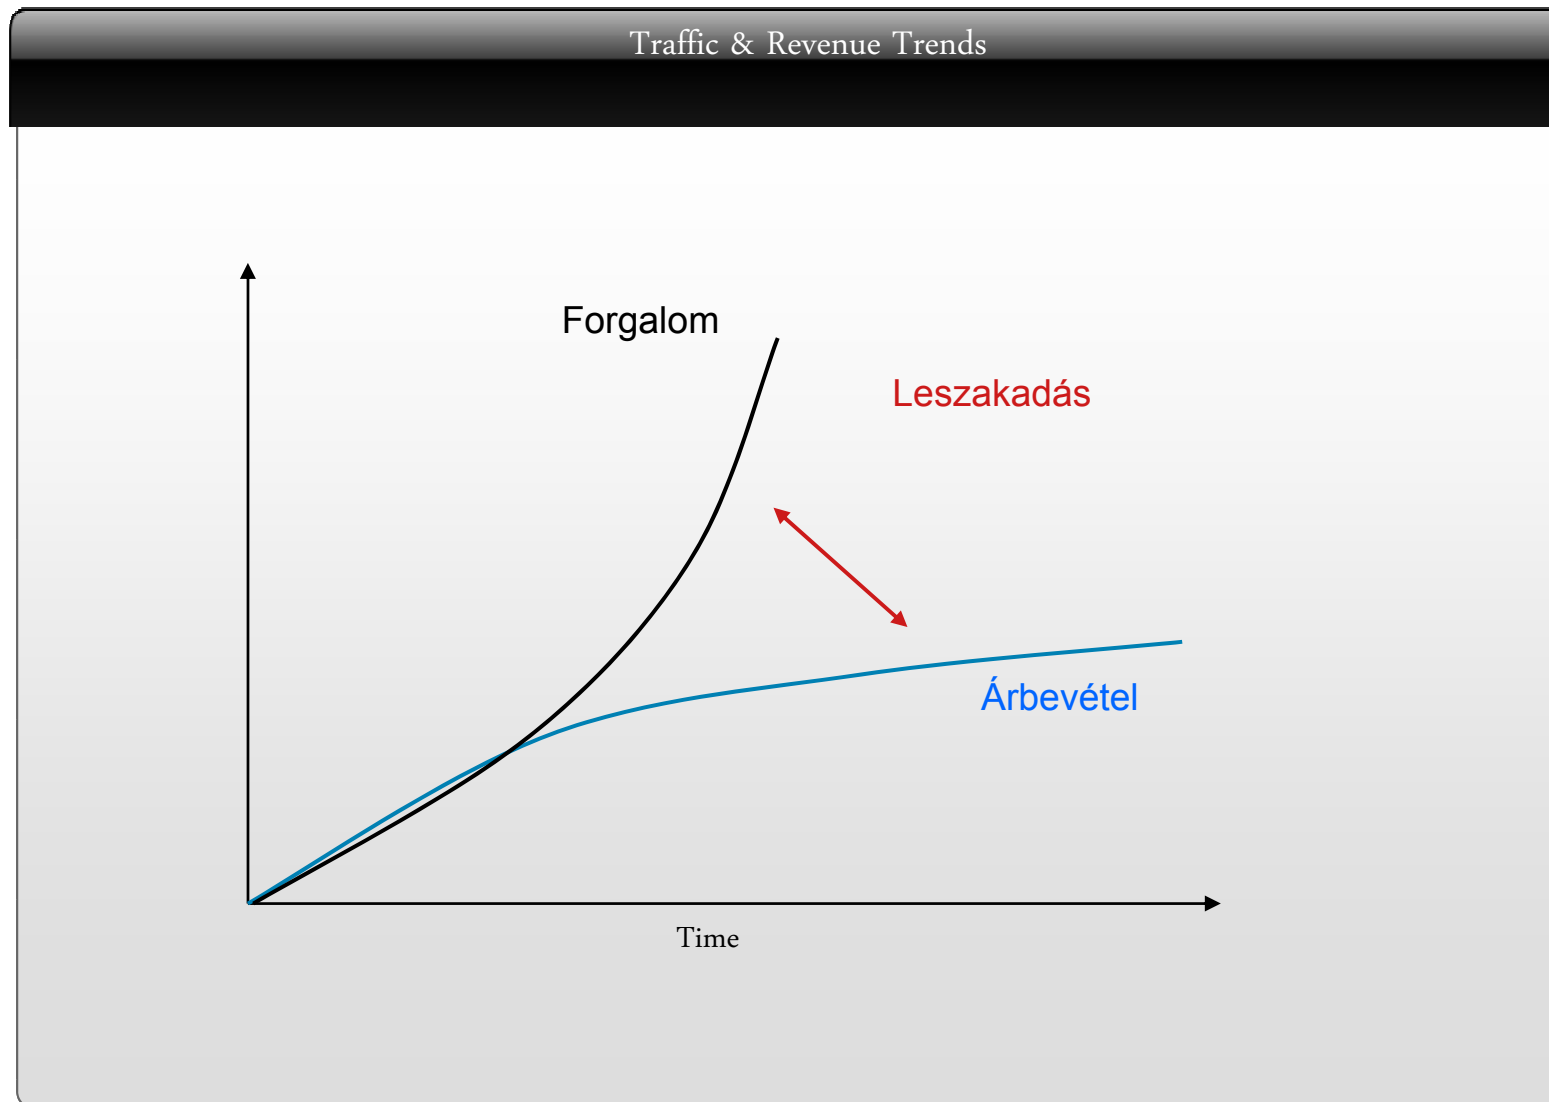 Traffic & Revenue Trends
Forgalom
Leszakadás
Árbevétel
Time